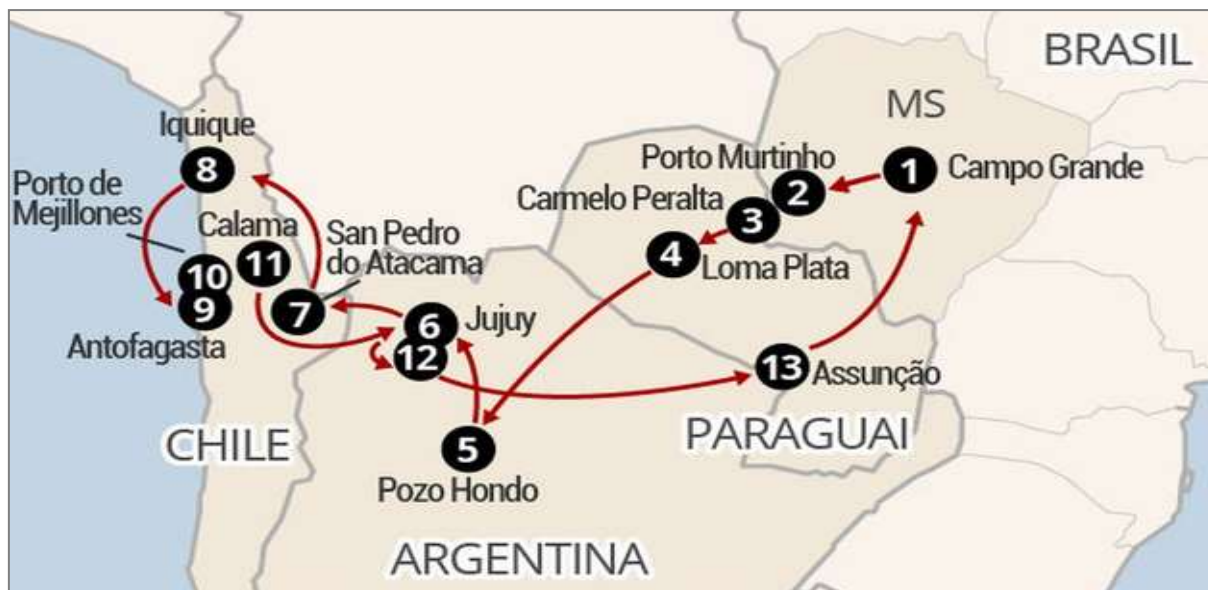 BRASIL
MS
Iquique
8
Porto Murtinho
1
Campo Grande
2
Porto de
Mejillones
Carmelo Peralta
3
Calama
11
San Pedro
do Atacama
4
Loma Plata
10
9
7
6
Jujuy
Antofagasta
12
13
Assunção
CHILE
5
PARAGUAI
Pozo Hondo
ARGENTINA